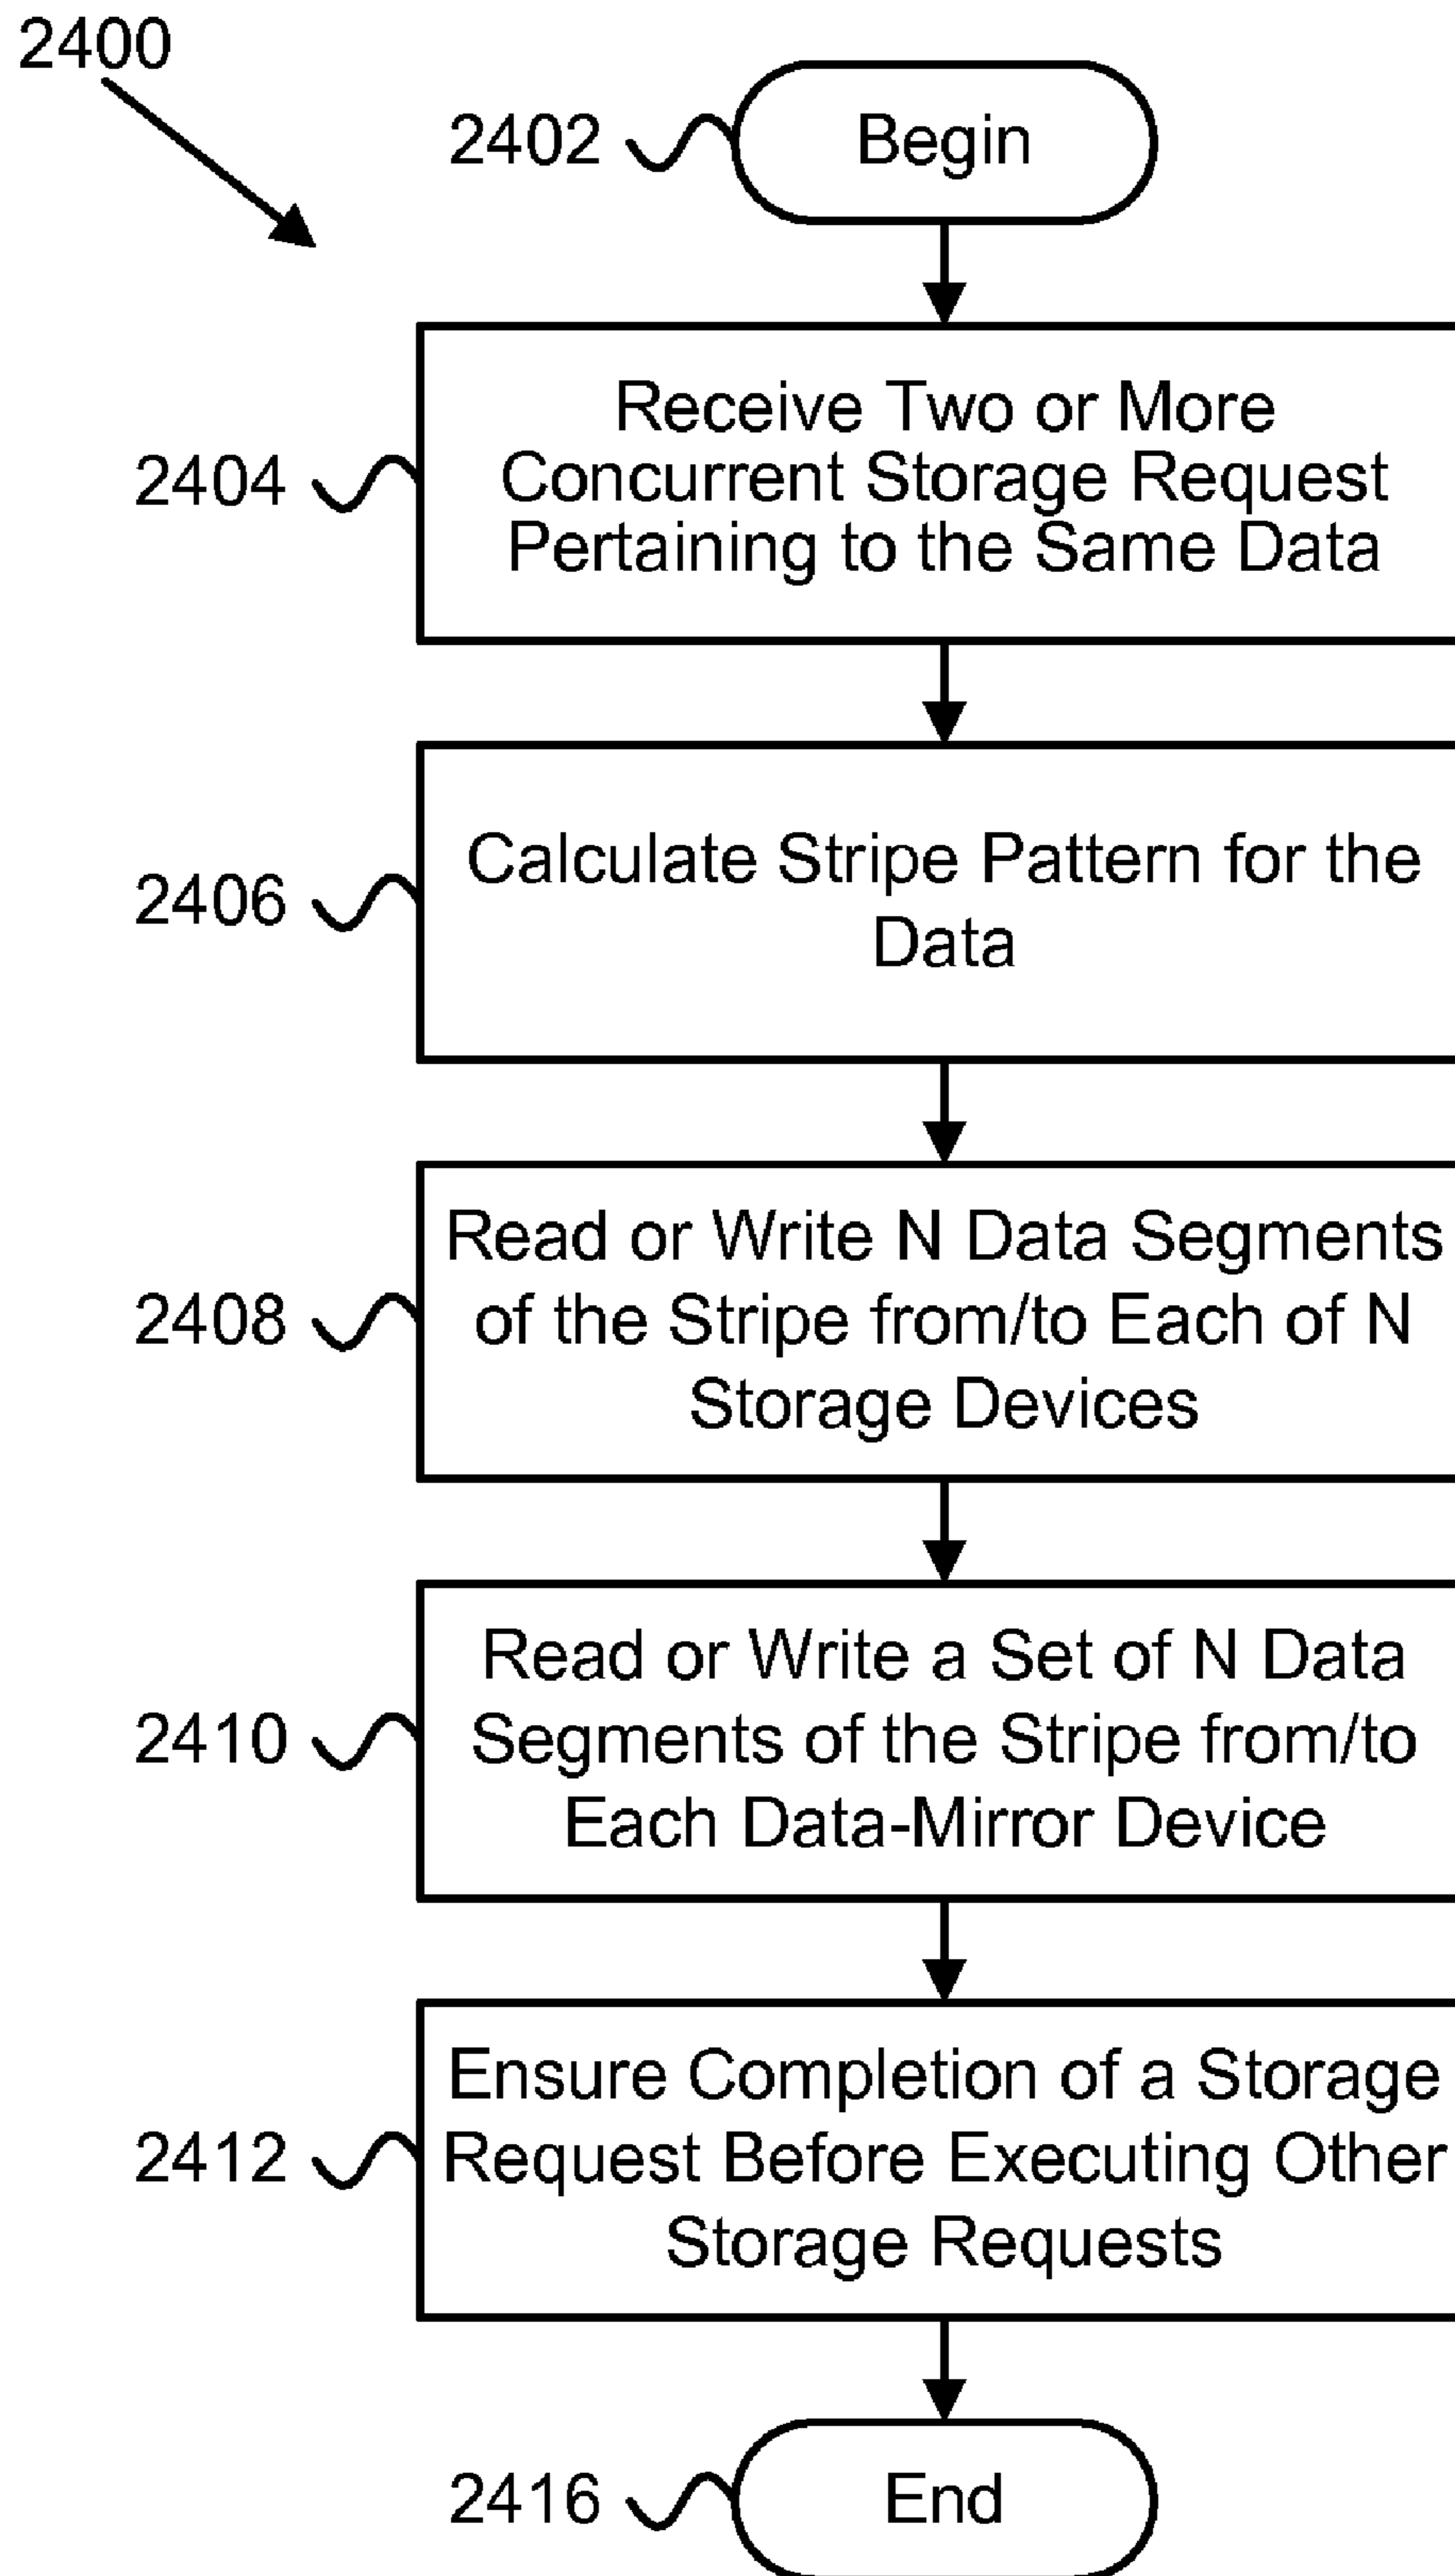 2400
2402
Begin
2404
Receive Two or More
Concurrent Storage Request
Pertaining to the Same Data
2406
Calculate Stripe Pattern for the
Data
2408
Read or Write N Data Segments
of the Stripe from/to Each of N
Storage Devices
2410
Read or Write a Set of N Data
Segments of the Stripe from/to
Each Data-Mirror Device
2412
Ensure Completion of a Storage
Request Before Executing Other
Storage Requests
2416
End